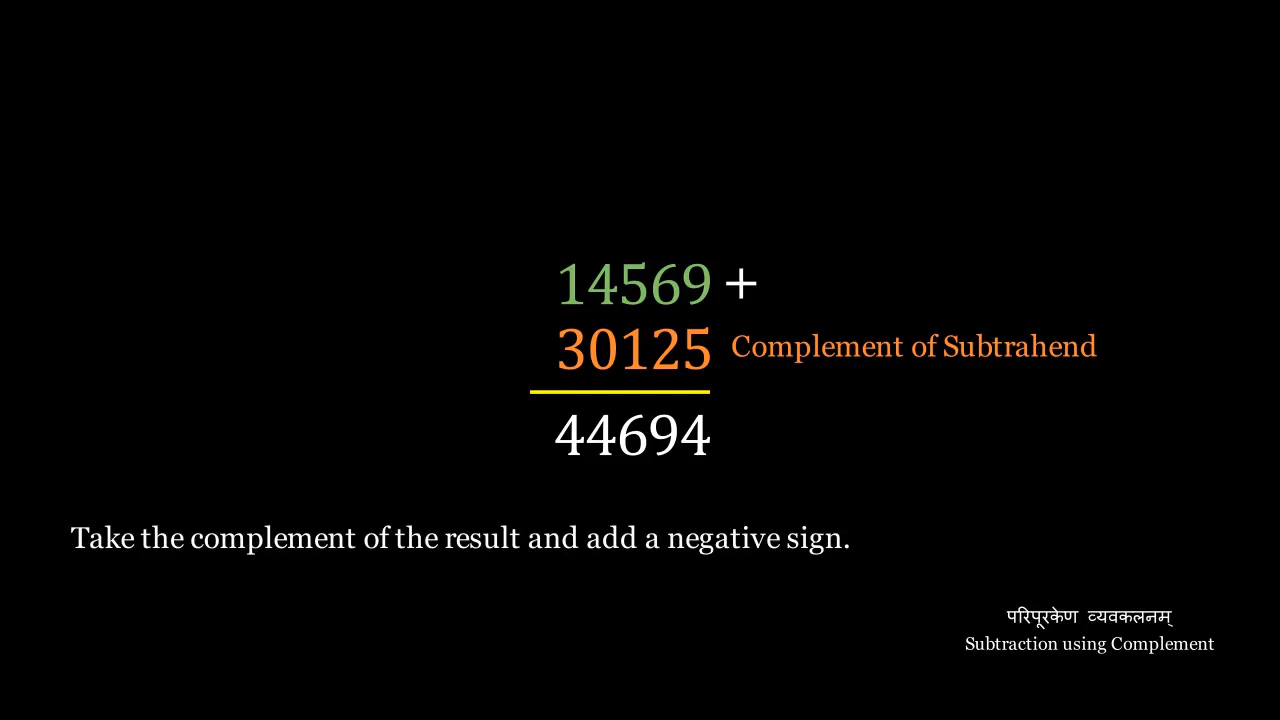 14569 +
30125 Complement of Subtrahend
44694
Take the complement of the result and add a negative sign.
परिपूरकेण व्यवकलनम्
Subtraction using Complement